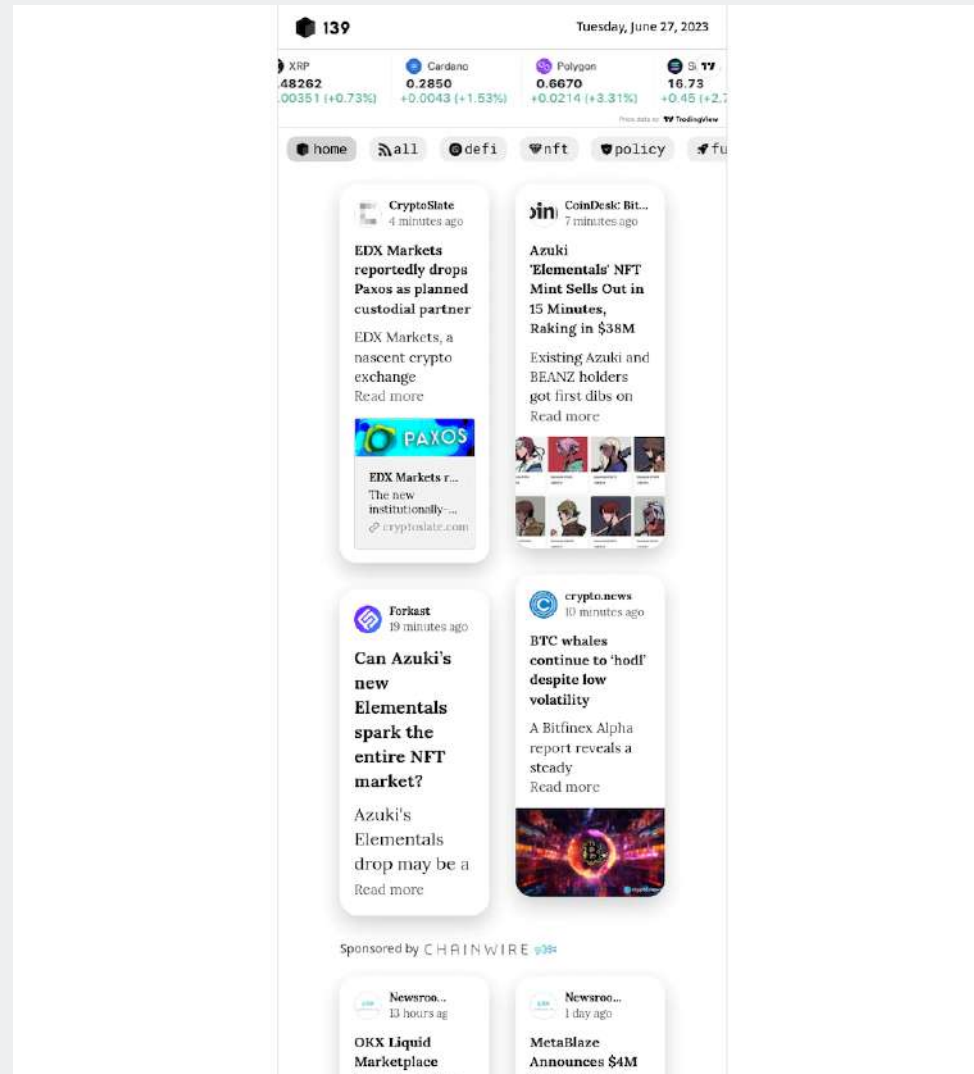 139
Tuesday, June 27, 2023
XRP
.48262
.00351 (+0.73%)
Cardano
0.2850
+0.0043 (+1.53%)
Polygon
0.6670
+0.0214 (+3.31%)
S
16.73
+0.45 (+2.7
TradingView
home
all
defi
nft
policy
fu
CryptoSlate
4 minutes ago
EDX Markets
reportedly drops
Paxos as planned
custodial partner
EDX Markets, a
nascent crypto
exchange
Read more
PAXOS
EDX Markets r...
The new
institutionally-...
cryptoslate.com
CoinDesk: Bit...
7 minutes ago
Azuki
'Elementals' NFT
Mint Sells Out in
15 Minutes,
Raking in $38M
Existing Azuki and
BEANZ holders
got first dibs on
Read more
Forkast
19 minutes ago
Can Azuki's
new
Elementals
spark the
entire NFT
market?
Azuki's
Elementals
drop may be a
Read more
crypto.news
10 minutes ago
BTC whales
continue to 'hodl'
despite low
volatility
A Bitfinex Alpha
report reveals a
steady
Read more
Sponsored by CHAINWIRE
Newsroo...
13 hours ag
OKX Liquid
Marketplace
Newsroo...
1 day ago
MetaBlaze
Announces $4M